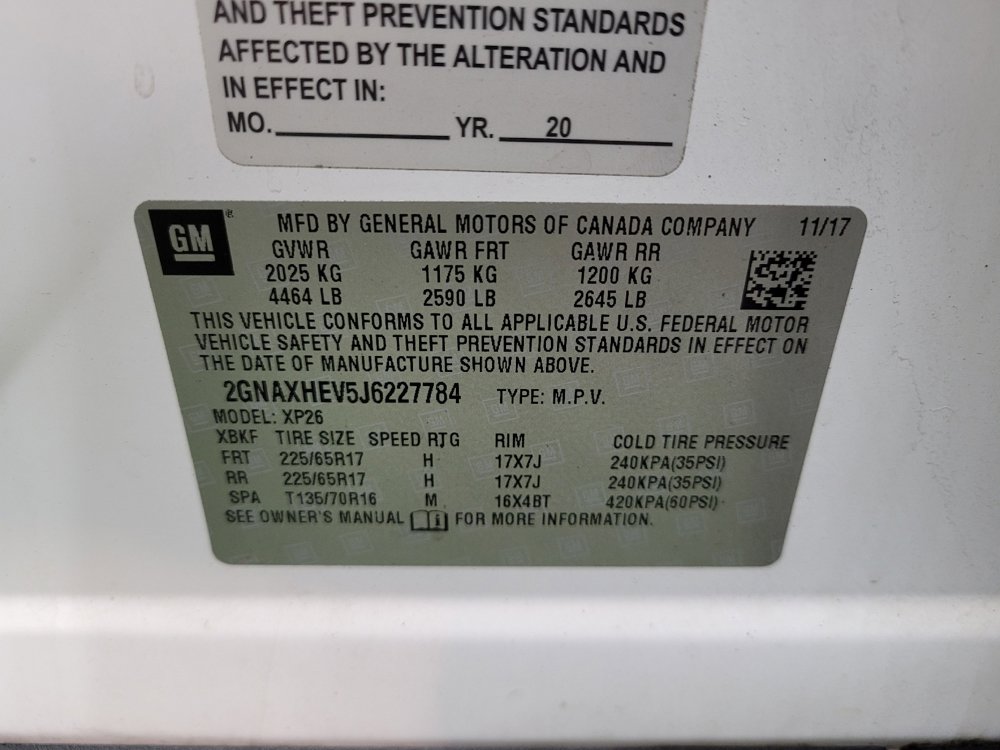 AND THEFT PREVENTION STANDARDS
AFFECTED BY THE ALTERATION AND
IN EFFECT IN:
MO. YR. 20
GM ® MFD BY GENERAL MOTORS OF CANADA COMPANY 11/17
GVWR GAWR FRT GAWR RR
2025 KG 1175 KG 1200 KG
4464 LB 2590 LB 2645 LB
THIS VEHICLE CONFORMS TO ALL APPLICABLE U.S. FEDERAL MOTOR
VEHICLE SAFETY AND THEFT PREVENTION STANDARDS IN EFFECT ON
THE DATE OF MANUFACTURE SHOWN ABOVE.
2GNAXHEV5J6227784 TYPE: M.P.V.
MODEL: XP26
XBKF TIRE SIZE SPEED RTG RIM COLD TIRE PRESSURE
FRT 225/65R17 H 17X7J 240KPA(35PSI)
RR 225/65R17 H 17X7J 240KPA(35PSI)
SPA T135/70R16 M 16X4BT 420KPA(60PSI)
SEE OWNER'S MANUAL FOR MORE INFORMATION.